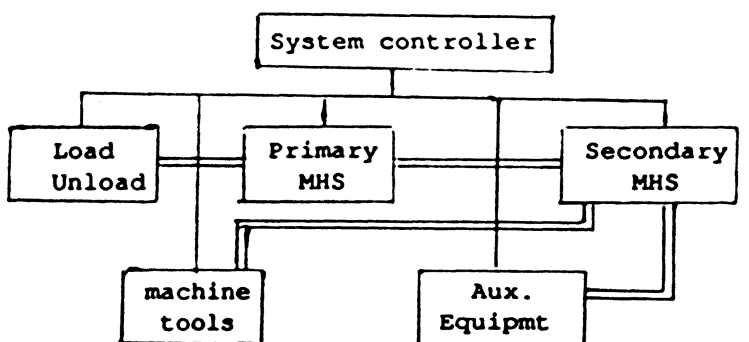 System controller
Load
Unload
Primary
MHS
Secondary
MHS
machine
tools
Aux.
Equipmt